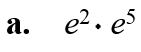 a. e² · e⁵